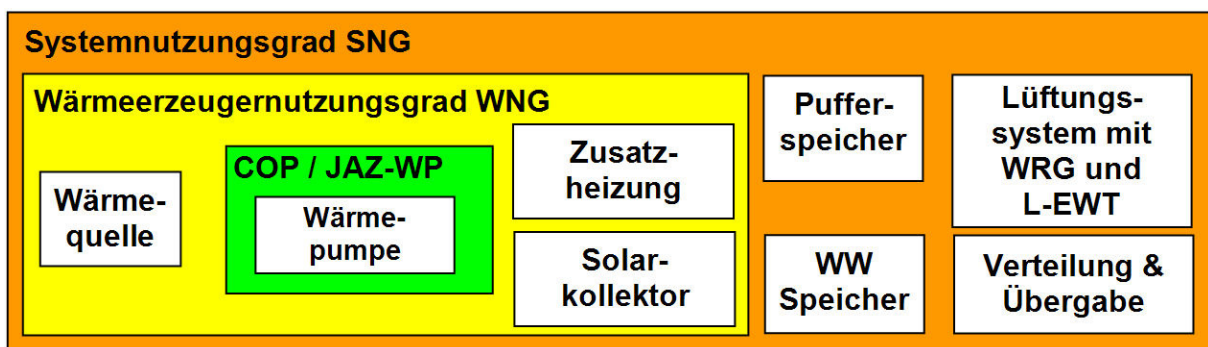 Systemnutzungsgrad SNG
Wärmeerzeugernutzungsgrad WNG
Wärme-
quelle
COP / JAZ-WP
Wärme-
pumpe
Zusatz-
heizung
Solar-
kollektor
Puffer-
speicher
WW
Speicher
Lüftungs-
system mit
WRG und
L-EWT
Verteilung &
Übergabe